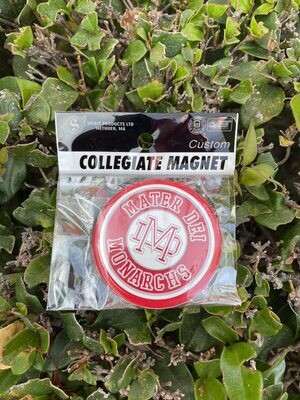 SPIRIT PRODUCTS LTD
METHUEN, MA
Custom
COLLEGIATE MAGNET
MATER DEI
MD
MONARCHS